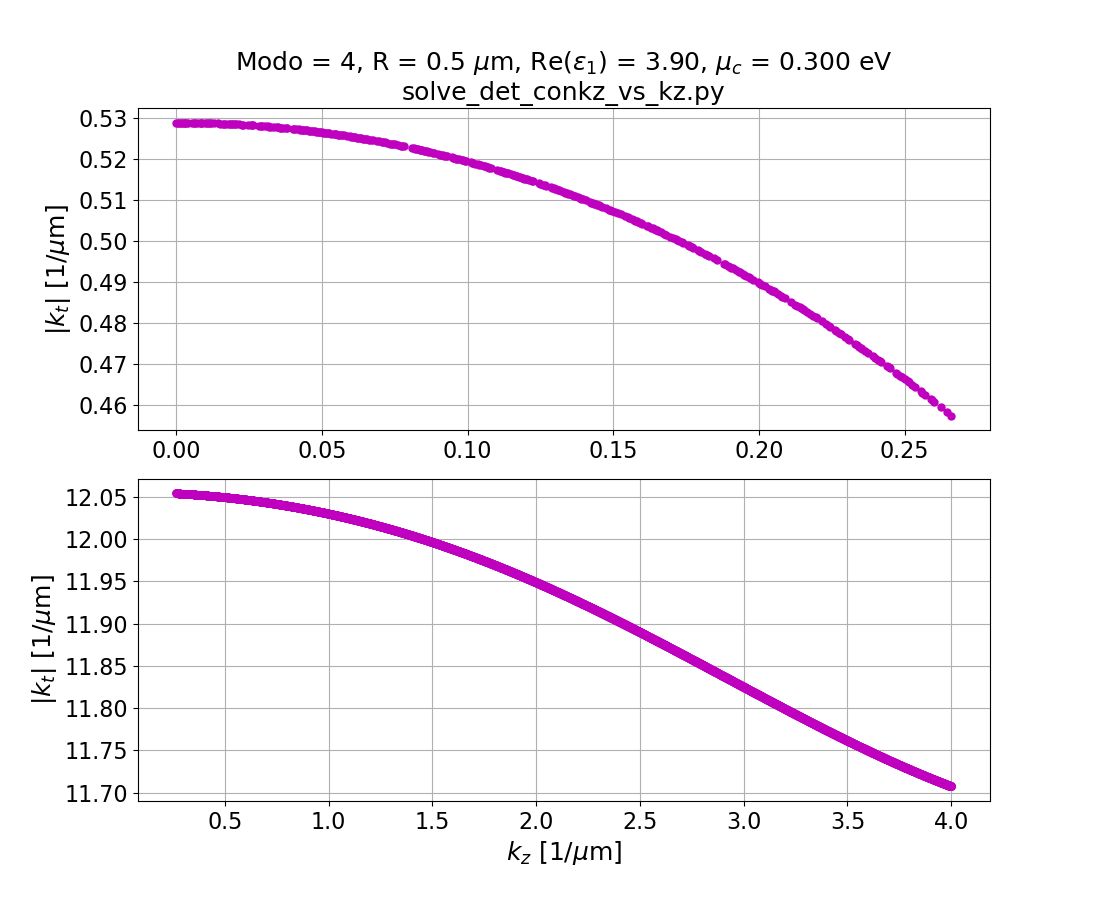 Modo = 4, R = 0.5 μm, Re(ε₁) = 3.90, μ_c = 0.300 eV
solve_det_conkz_vs_kz.py
|k_t| [1/μm]
0.53
0.52
0.51
0.50
0.49
0.48
0.47
0.46
0.00 0.05 0.10 0.15 0.20 0.25
|k_t| [1/μm]
12.05
12.00
11.95
11.90
11.85
11.80
11.75
11.70
0.5 1.0 1.5 2.0 2.5 3.0 3.5 4.0
k_z [1/μm]